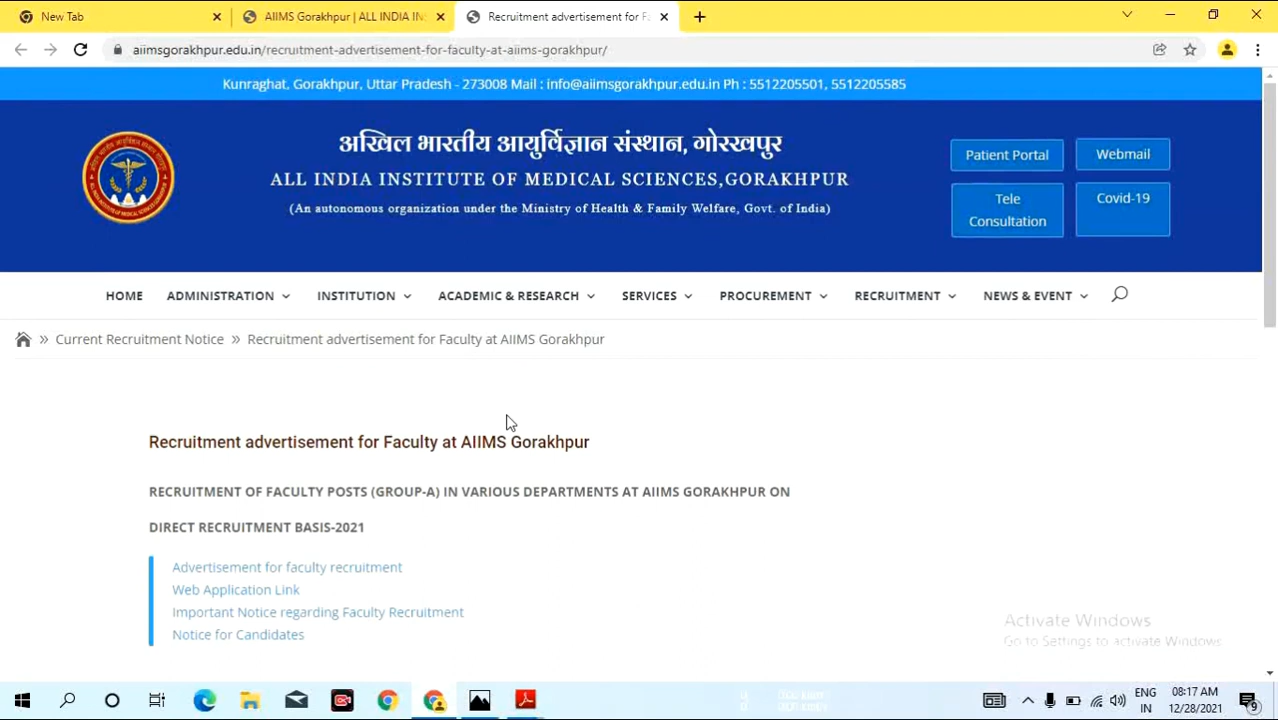 New Tab
AIIMS Gorakhpur | ALL INDIA INS
Recruitment advertisement for Fa
aiimsgorakhpur.edu.in/recruitment-advertisement-for-faculty-at-aiims-gorakhpur/
Kunraghat, Gorakhpur, Uttar Pradesh - 273008 Mail : info@aiimsgorakhpur.edu.in Ph : 5512205501, 5512205585
अखिल भारतीय आयुर्विज्ञान संस्थान, गोरखपुर
ALL INDIA INSTITUTE OF MEDICAL SCIENCES,GORAKHPUR
(An autonomous organization under the Ministry of Health & Family Welfare, Govt. of India)
Patient Portal
Webmail
Tele
Consultation
Covid-19
HOME ADMINISTRATION INSTITUTION ACADEMIC & RESEARCH SERVICES PROCUREMENT RECRUITMENT NEWS & EVENT
Current Recruitment Notice » Recruitment advertisement for Faculty at AIIMS Gorakhpur
Recruitment advertisement for Faculty at AIIMS Gorakhpur
RECRUITMENT OF FACULTY POSTS (GROUP-A) IN VARIOUS DEPARTMENTS AT AIIMS GORAKHPUR ON
DIRECT RECRUITMENT BASIS-2021
Advertisement for faculty recruitment
Web Application Link
Important Notice regarding Faculty Recruitment
Notice for Candidates
Activate Windows
Go to Settings to activate Windows.
ENG
IN
08:17 AM
12/28/2021
9